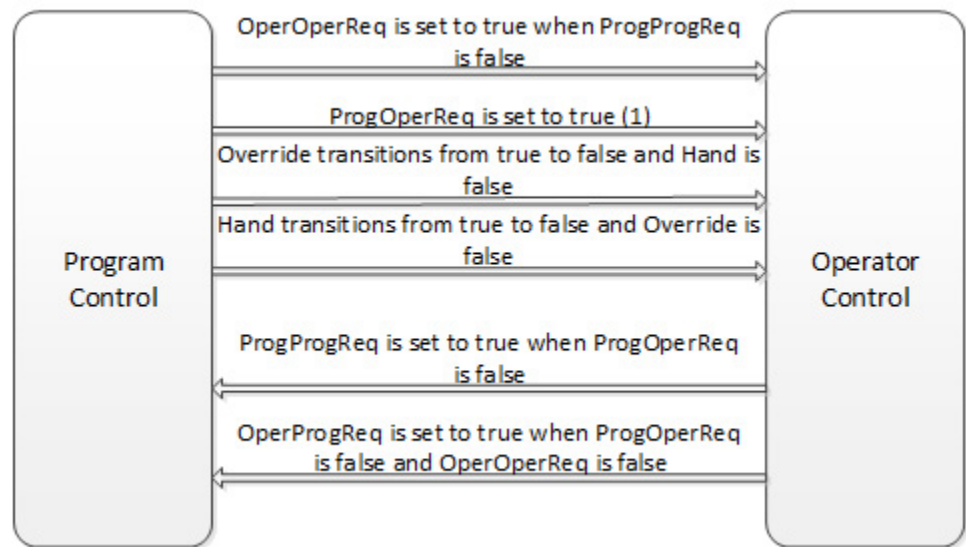 OperOperReq is set to true when ProgProgReq
is false
ProgOperReq is set to true (1)
Override transitions from true to false and Hand is
false
Hand transitions from true to false and Override is
false
Program
Control
Operator
Control
ProgProgReq is set to true when ProgOperReq
is false
OperProgReq is set to true when ProgOperReq
is false and OperOperReq is false